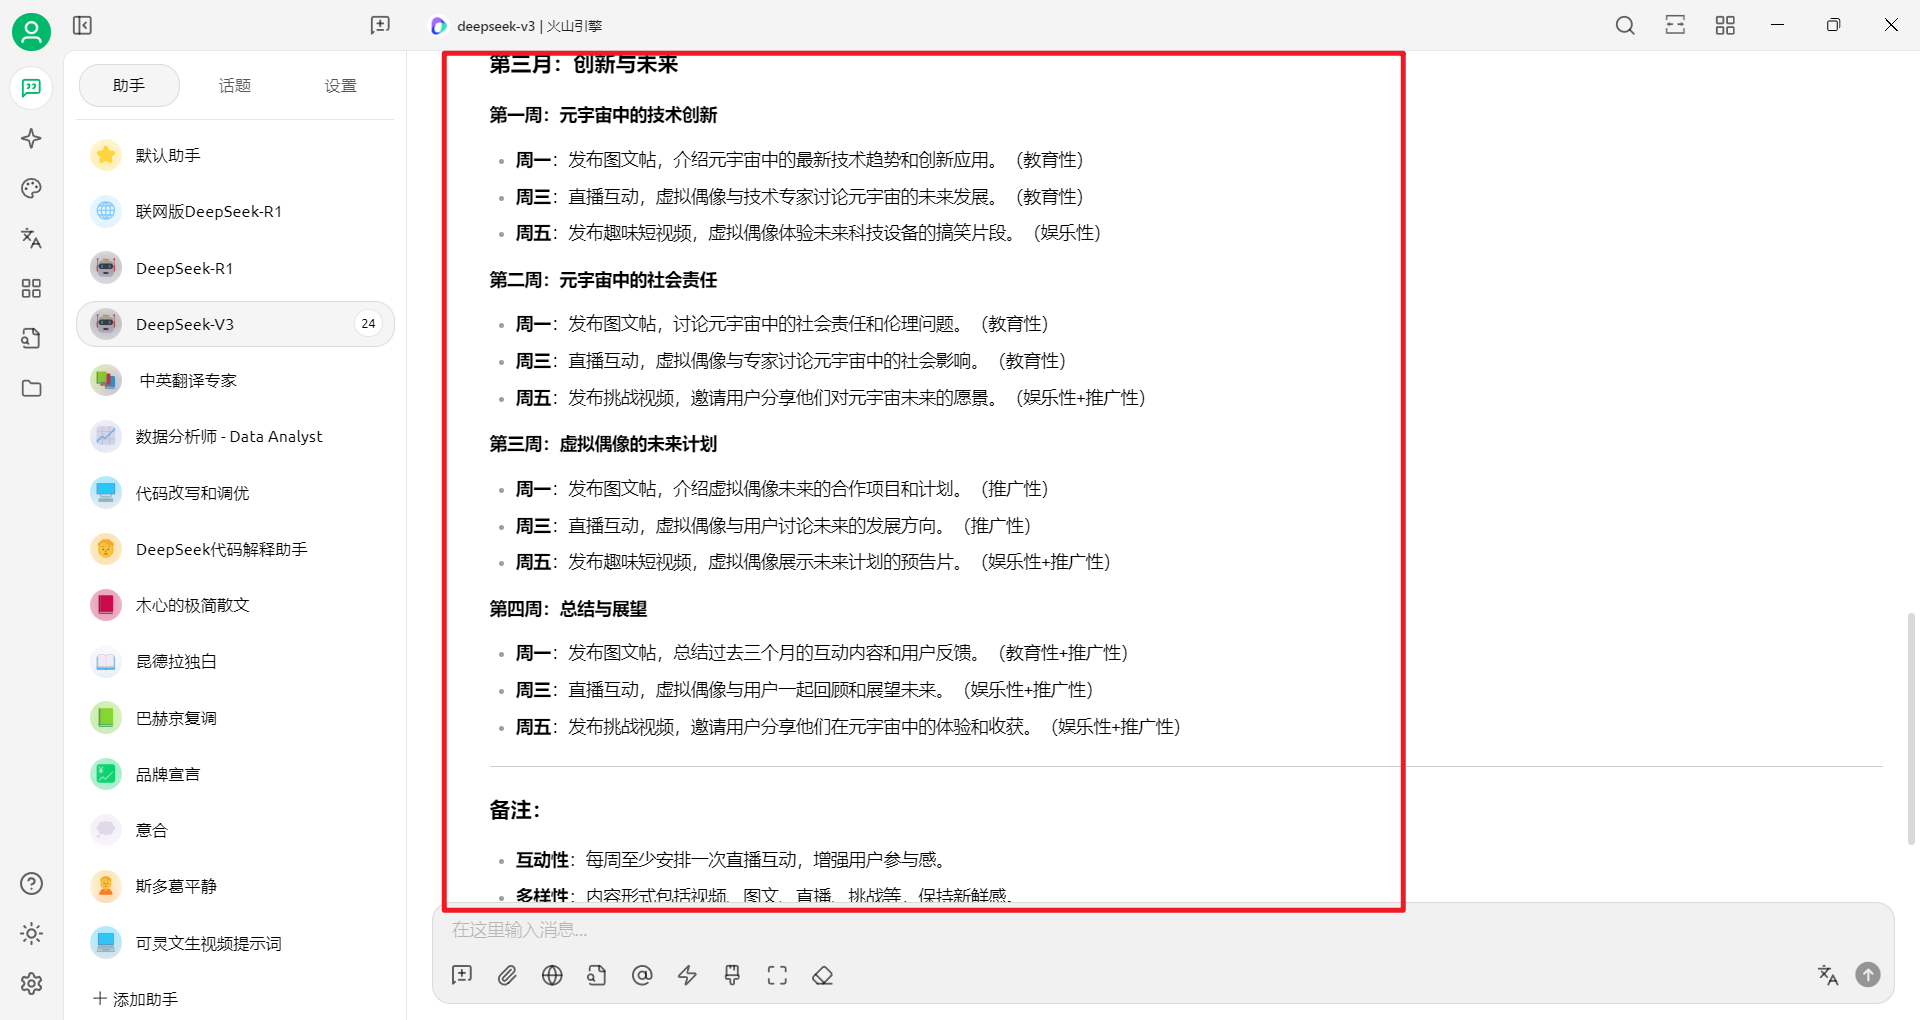 deepseek-v3 | 火山引擎
助手
话题
设置
默认助手
联网版DeepSeek-R1
DeepSeek-R1
DeepSeek-V3
24
中英翻译专家
数据分析师 - Data Analyst
代码改写和调优
DeepSeek代码解释助手
木心的极简散文
昆德拉独白
巴赫京复调
品牌宣言
意合
斯多葛平静
可灵文生视频提示词
添加助手
第三月：创新与未来
第一周：元宇宙中的技术创新
周一：发布图文帖，介绍元宇宙中的最新技术趋势和创新应用。（教育性）
周三：直播互动，虚拟偶像与技术专家讨论元宇宙的未来发展。（教育性）
周五：发布趣味短视频，虚拟偶像体验未来科技设备的搞笑片段。（娱乐性）
第二周：元宇宙中的社会责任
周一：发布图文帖，讨论元宇宙中的社会责任和伦理问题。（教育性）
周三：直播互动，虚拟偶像与专家讨论元宇宙中的社会影响。（教育性）
周五：发布挑战视频，邀请用户分享他们对元宇宙未来的愿景。（娱乐性+推广性）
第三周：虚拟偶像的未来计划
周一：发布图文帖，介绍虚拟偶像未来的合作项目和计划。（推广性）
周三：直播互动，虚拟偶像与用户讨论未来的发展方向。（推广性）
周五：发布趣味短视频，虚拟偶像展示未来计划的预告片。（娱乐性+推广性）
第四周：总结与展望
周一：发布图文帖，总结过去三个月的互动内容和用户反馈。（教育性+推广性）
周三：直播互动，虚拟偶像与用户一起回顾和展望未来。（娱乐性+推广性）
周五：发布挑战视频，邀请用户分享他们在元宇宙中的体验和收获。（娱乐性+推广性）
备注：
互动性：每周至少安排一次直播互动，增强用户参与感。
多样性：内容形式包括视频、图文、直播、挑战等，保持新鲜感。
在这里输入消息...